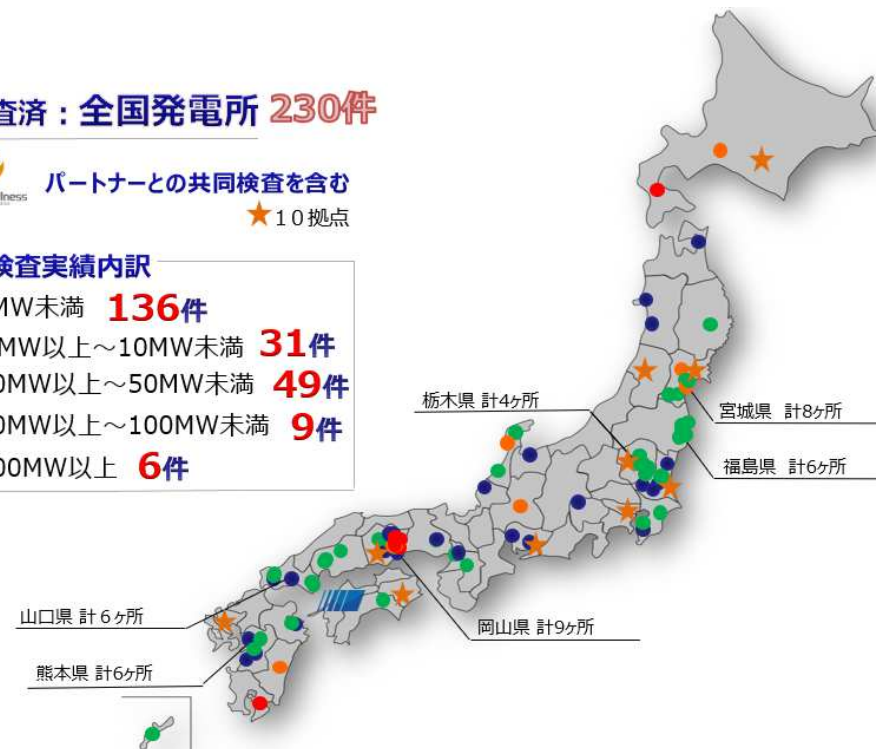 査済：全国発電所 230件
パートナーとの共同検査を含む
★10拠点
検査実績内訳
MW未満 136件
MW以上～10MW未満 31件
0MW以上～50MW未満 49件
0MW以上～100MW未満 9件
00MW以上 6件
栃木県 計4ヶ所
宮城県 計8ヶ所
福島県 計6ヶ所
山口県 計６ヶ所
岡山県 計9ヶ所
熊本県 計6ヶ所